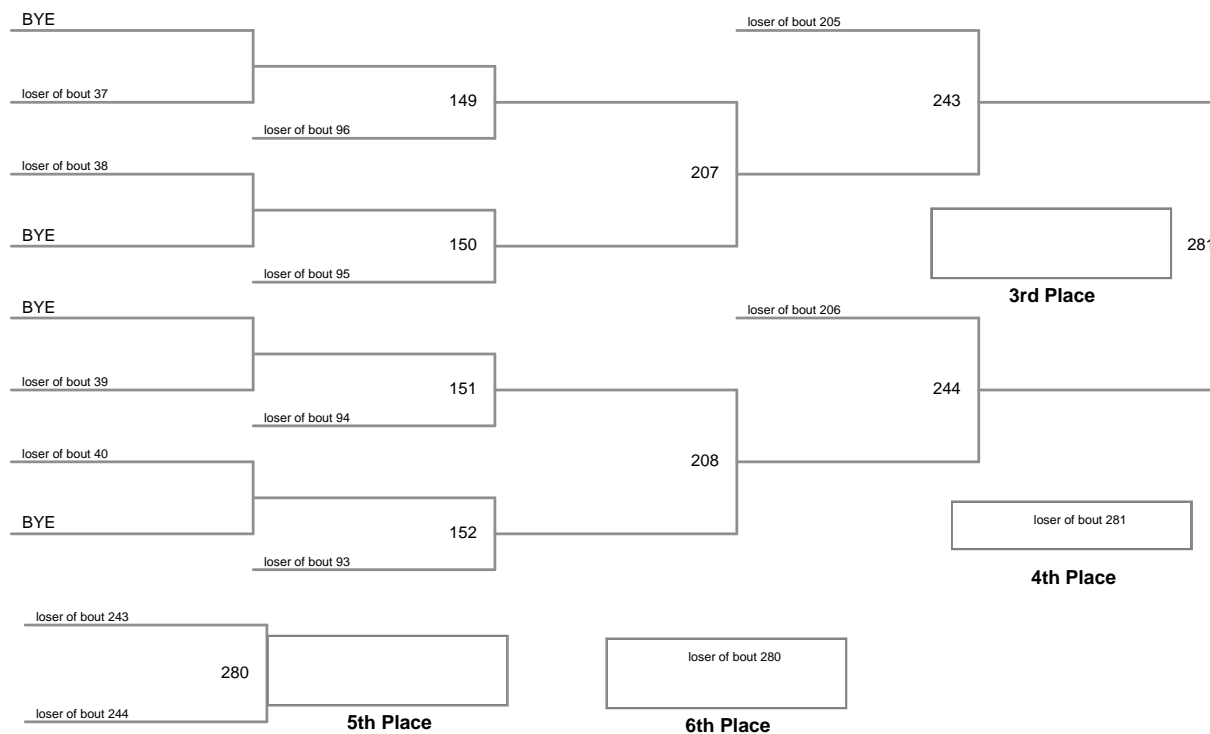 BYE
loser of bout 205
loser of bout 37
149
243
loser of bout 96
loser of bout 38
207
BYE
150
281
loser of bout 95
3rd Place
BYE
loser of bout 206
loser of bout 39
151
244
loser of bout 94
loser of bout 40
208
BYE
152
loser of bout 281
loser of bout 93
4th Place
loser of bout 243
280
loser of bout 280
loser of bout 244
5th Place
6th Place